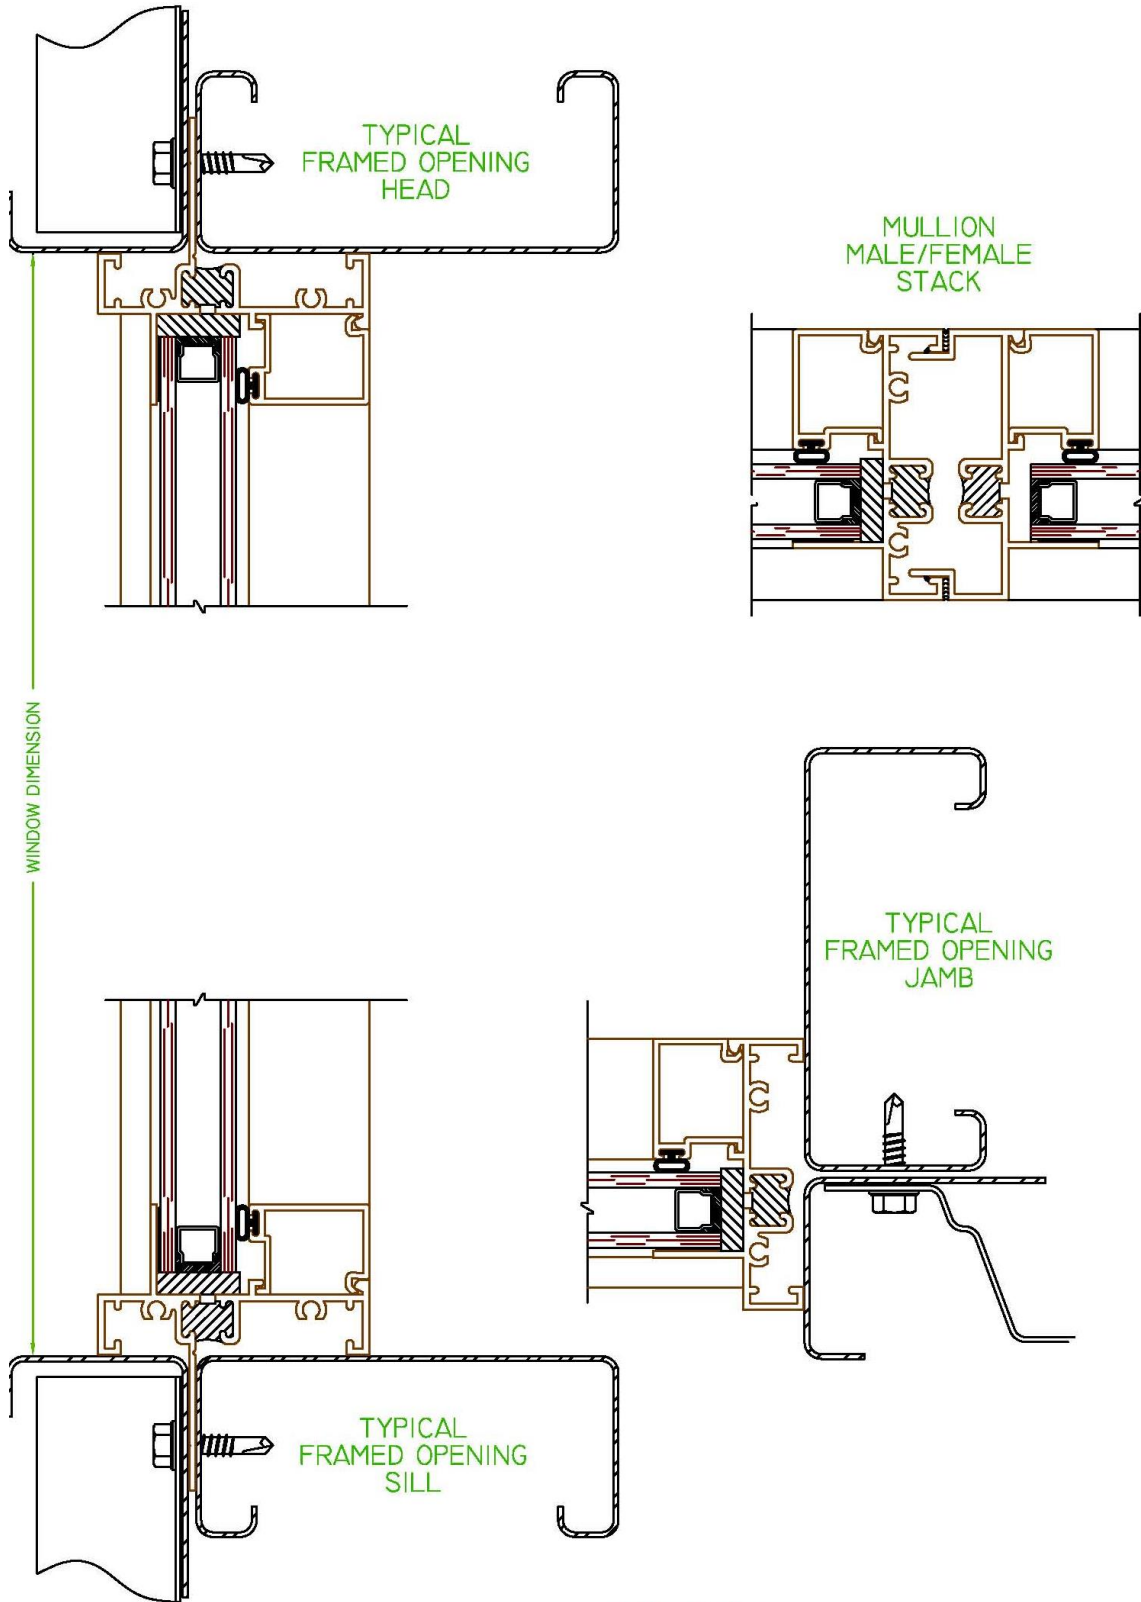 TYPICAL
FRAMED OPENING
HEAD
MULLION
MALE/FEMALE
STACK
WINDOW DIMENSION
TYPICAL
FRAMED OPENING
JAMB
TYPICAL
FRAMED OPENING
SILL